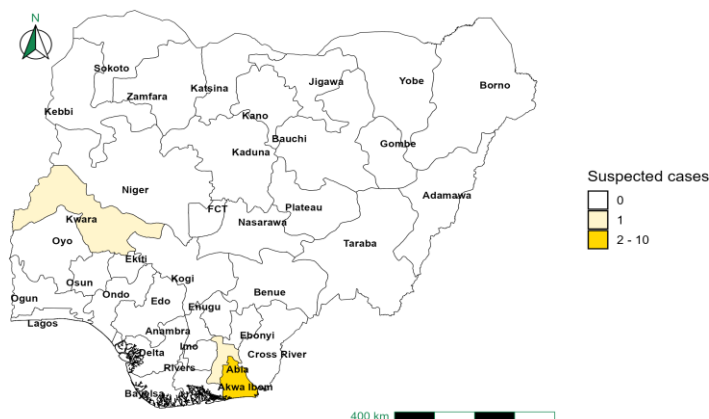 N
Sokoto
Zamfara
Katsina
Jigawa
Yobe
Borno
Kebbi
Kano
Bauchi
Gombe
Kaduna
Niger
Adamawa
FCT
Plateau
Nasarawa
Taraba
Kwara
Oyo
Ekiti
Kogi
Osun
Ondo
Edo
Enugu
Benue
Ogun
Lagos
Anambra
Ebonyi
Delta
Imo
Cross River
Rivers
Abia
Akwa Ibom
Bayelsa
Suspected cases
0
1
2 - 10
400 km